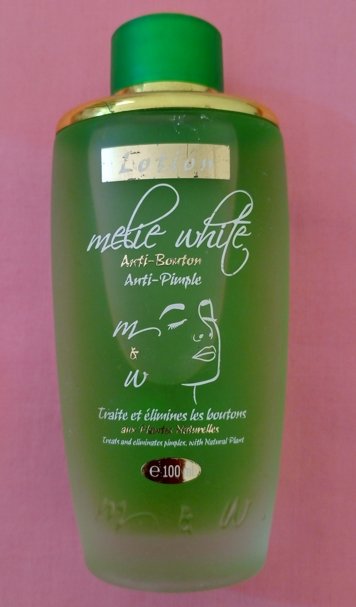 Lotion
melie white
Anti-Bouton
Anti-Pimple
m
&
w
Traite et élimines les boutons
aux Plantes Naturelles
Treats and eliminates pimples, with Natural Plant
e 100
m & w